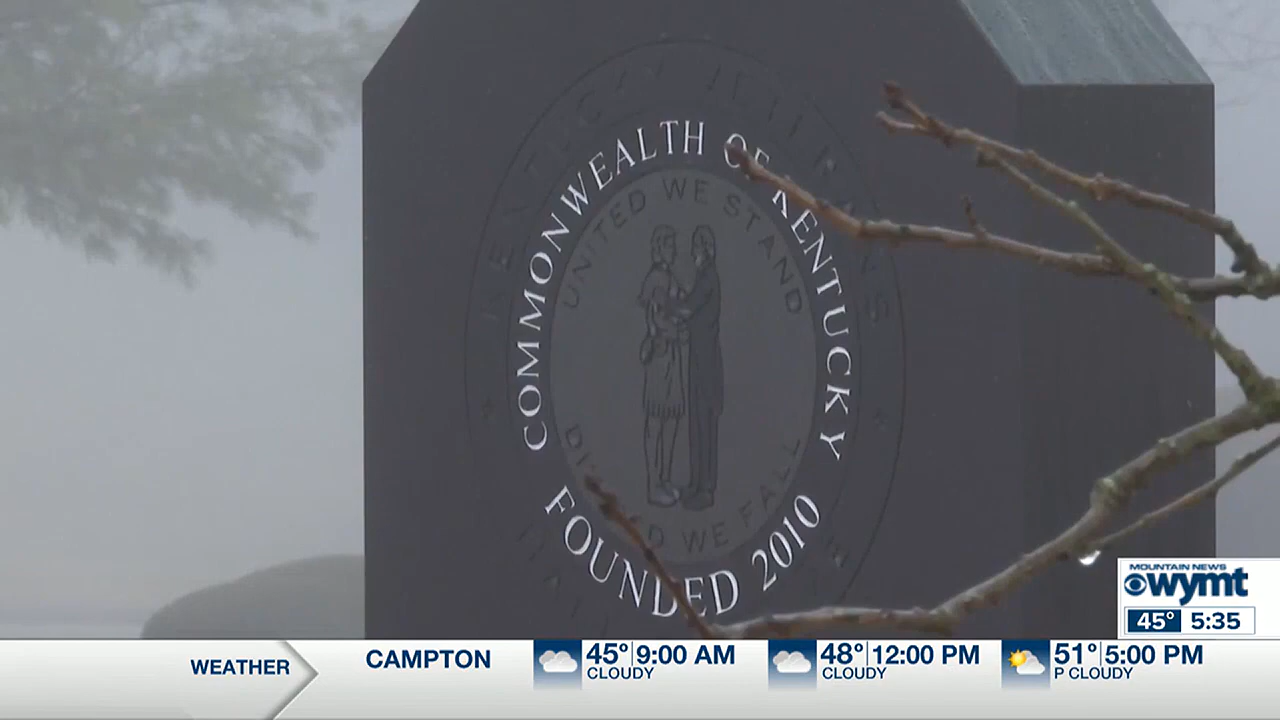 COMMONWEALTH OF KENTUCKY
UNITED WE STAND
WE FALL
FOUNDED 2010
MOUNTAIN NEWS
wymt
45° 5:35
WEATHER
CAMPTON
45° 9:00 AM
CLOUDY
48° 12:00 PM
CLOUDY
51° 5:00 PM
P CLOUDY